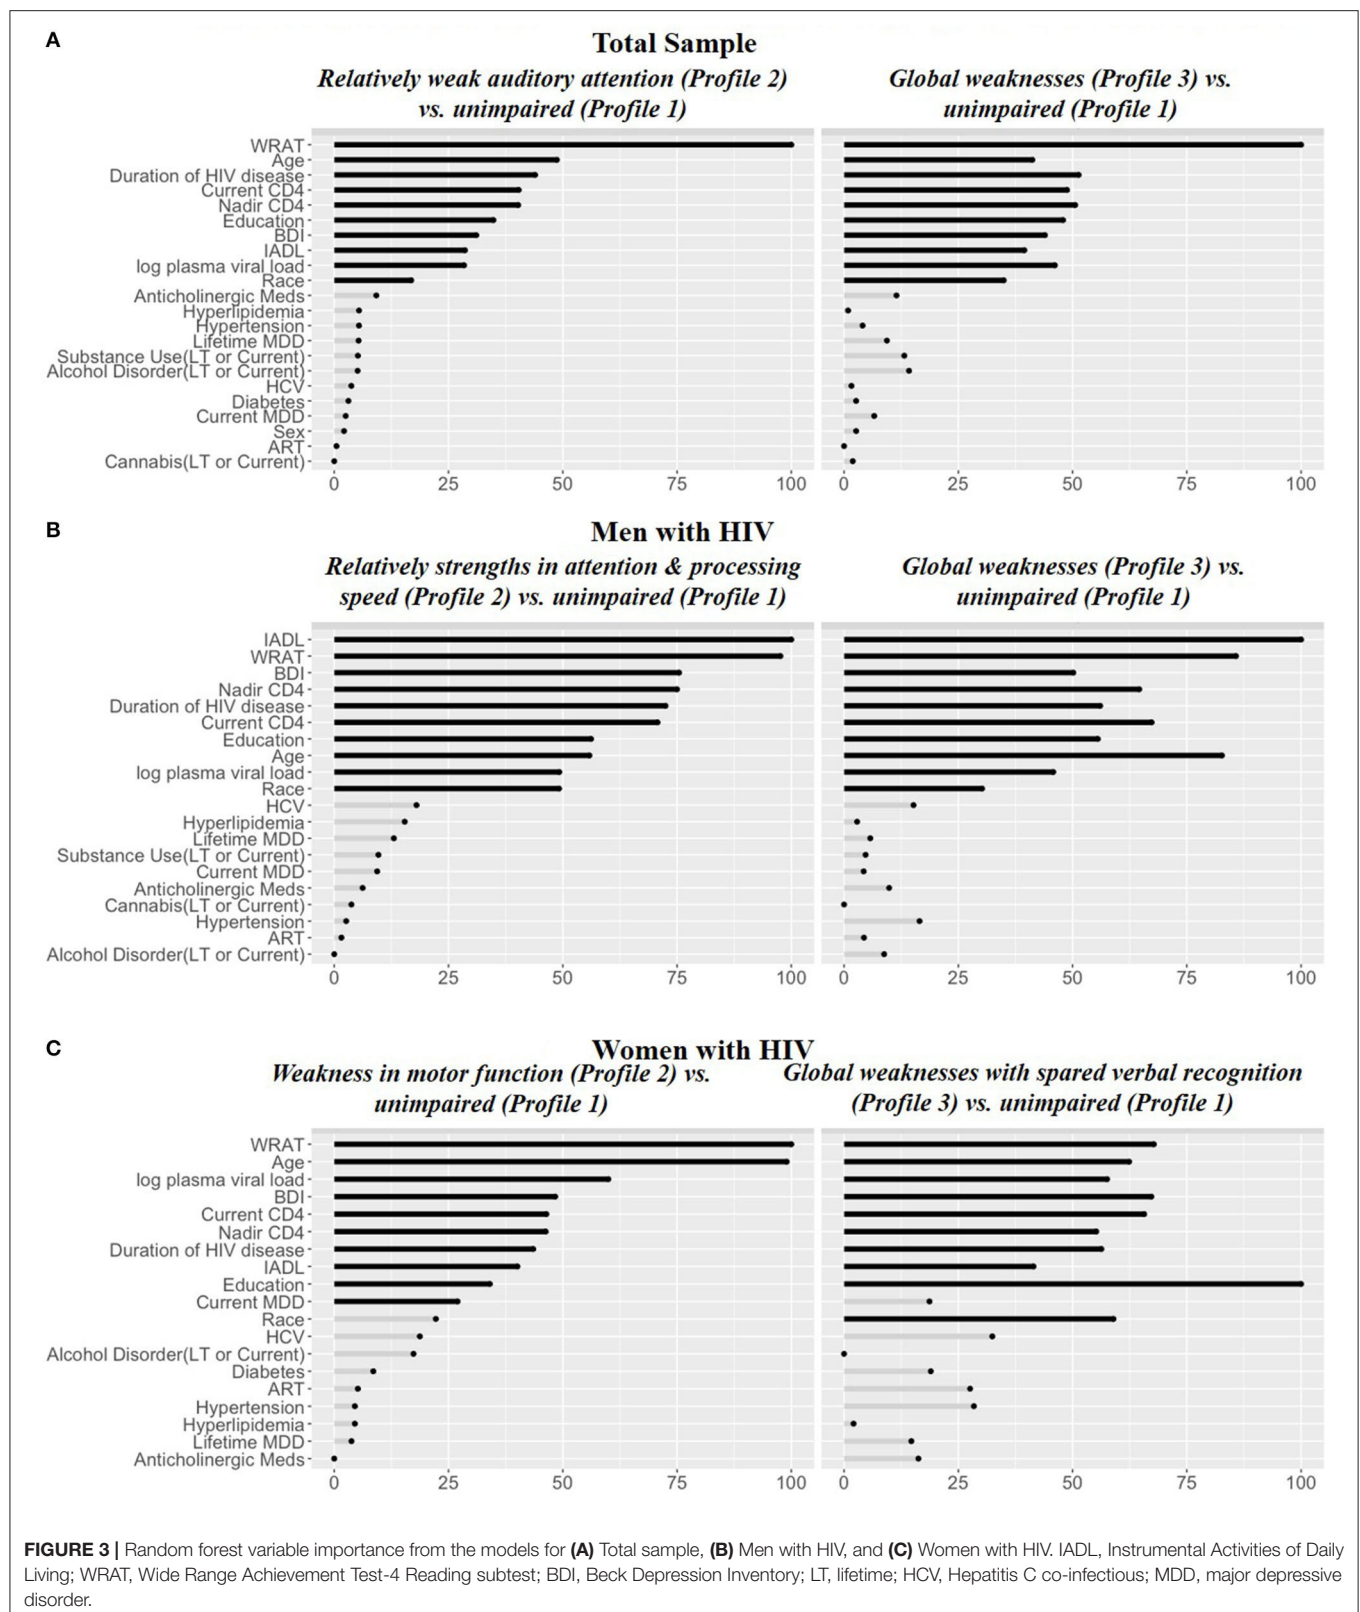 A
Total Sample
Relatively weak auditory attention (Profile 2)
vs. unimpaired (Profile 1)
Global weaknesses (Profile 3) vs.
unimpaired (Profile 1)
WRAT
Age
Duration of HIV disease
Current CD4
Nadir CD4
Education
BDI
IADL
log plasma viral load
Race
Anticholinergic Meds
Hyperlipidemia
Hypertension
Lifetime MDD
Substance Use(LT or Current)
Alcohol Disorder(LT or Current)
HCV
Diabetes
Current MDD
Sex
ART
Cannabis(LT or Current)
0 25 50 75 100 0 25 50 75 100
B
Men with HIV
Relatively strengths in attention & processing
speed (Profile 2) vs. unimpaired (Profile 1)
Global weaknesses (Profile 3) vs.
unimpaired (Profile 1)
IADL
WRAT
BDI
Nadir CD4
Duration of HIV disease
Current CD4
Education
Age
log plasma viral load
Race
HCV
Hyperlipidemia
Lifetime MDD
Substance Use(LT or Current)
Current MDD
Anticholinergic Meds
Cannabis(LT or Current)
Hypertension
ART
Alcohol Disorder(LT or Current)
0 25 50 75 100 0 25 50 75 100
C
Women with HIV
Weakness in motor function (Profile 2) vs.
unimpaired (Profile 1)
Global weaknesses with spared verbal recognition
(Profile 3) vs. unimpaired (Profile 1)
WRAT
Age
log plasma viral load
BDI
Current CD4
Nadir CD4
Duration of HIV disease
IADL
Education
Current MDD
Race
HCV
Alcohol Disorder(LT or Current)
Diabetes
ART
Hypertension
Hyperlipidemia
Lifetime MDD
Anticholinergic Meds
0 25 50 75 100 0 25 50 75 100
FIGURE 3 | Random forest variable importance from the models for (A) Total sample, (B) Men with HIV, and (C) Women with HIV. IADL, Instrumental Activities of Daily
Living; WRAT, Wide Range Achievement Test-4 Reading subtest; BDI, Beck Depression Inventory; LT, lifetime; HCV, Hepatitis C co-infectious; MDD, major depressive
disorder.